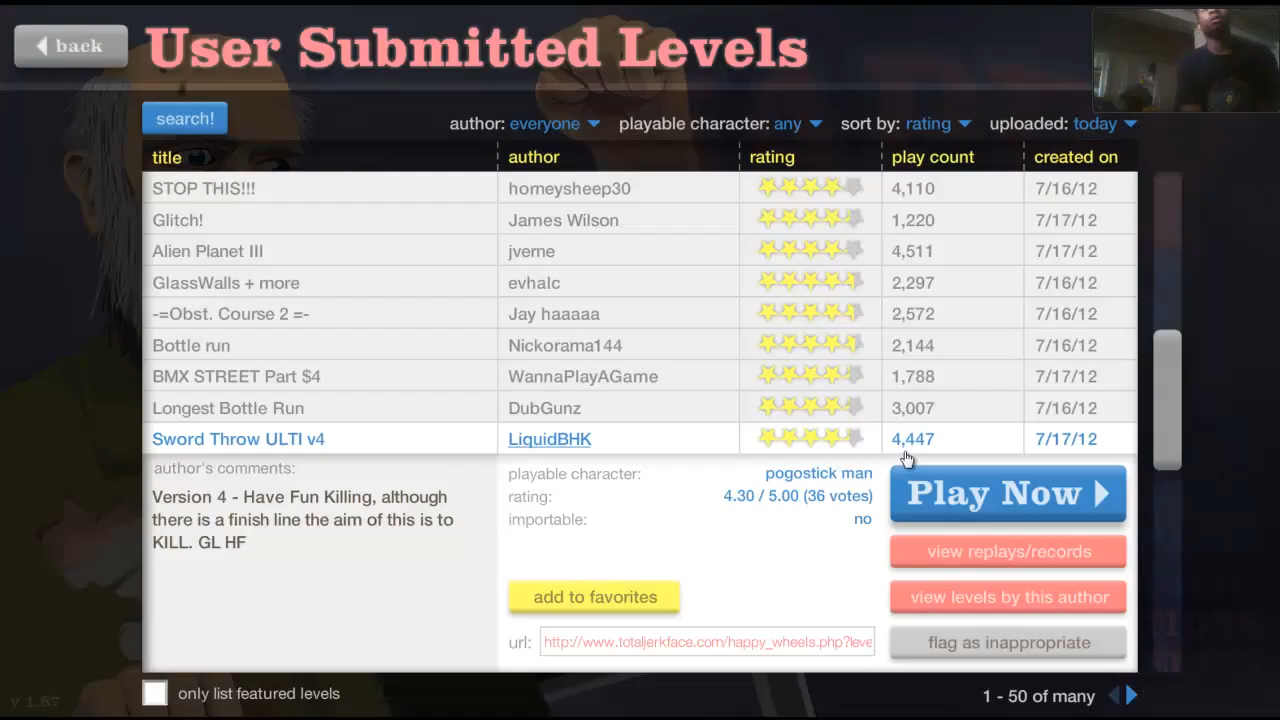 back
User Submitted Levels
search!
author: everyone
playable character: any
sort by: rating
uploaded: today
title author rating play count created on
STOP THIS!!! horneysheep30 4,110 7/16/12
Glitch! James Wilson 1,220 7/17/12
Alien Planet III jverne 4,511 7/17/12
GlassWalls + more evhalc 2,297 7/17/12
-=Obst. Course 2 =- Jay haaaaa 2,572 7/16/12
Bottle run Nickorama144 2,144 7/16/12
BMX STREET Part $4 WannaPlayAGame 1,788 7/17/12
Longest Bottle Run DubGunz 3,007 7/16/12
Sword Throw ULTI v4 LiquidBHK 4,447 7/17/12
author's comments:
Version 4 - Have Fun Killing, although
there is a finish line the aim of this is to
KILL. GL HF
playable character: pogostick man
rating: 4.30 / 5.00 (36 votes)
importable: no
add to favorites
url: http://www.totaljerkface.com/happy_wheels.php?leve
Play Now
view replays/records
view levels by this author
flag as inappropriate
only list featured levels
1 - 50 of many
v 1.67